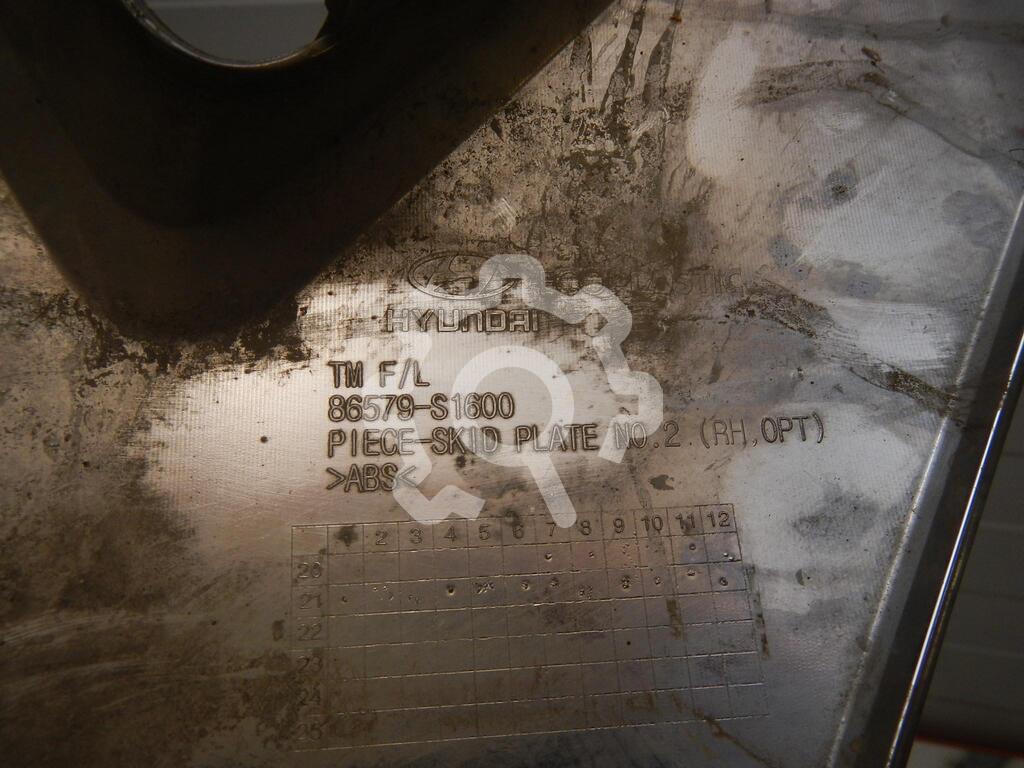 HYUNDAI
TM F/L
86579-S1600
PIECE-SKID PLATE NO.2.(RH,OPT)
>ABS<
1 2 3 4 5 6 7 8 9 10 11 12
20
21
22
23
24
25